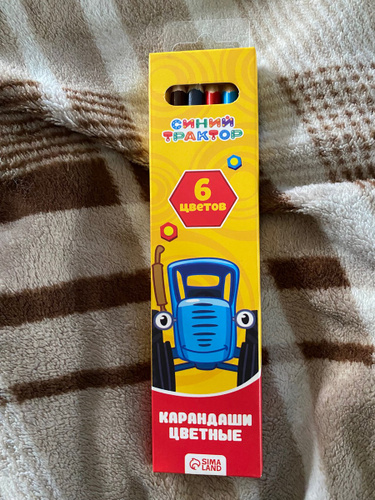 СИНИЙ
ТРАКТОР
6
ЦВЕТОВ
КАРАНДАШИ
ЦВЕТНЫЕ
SIMA
LAND